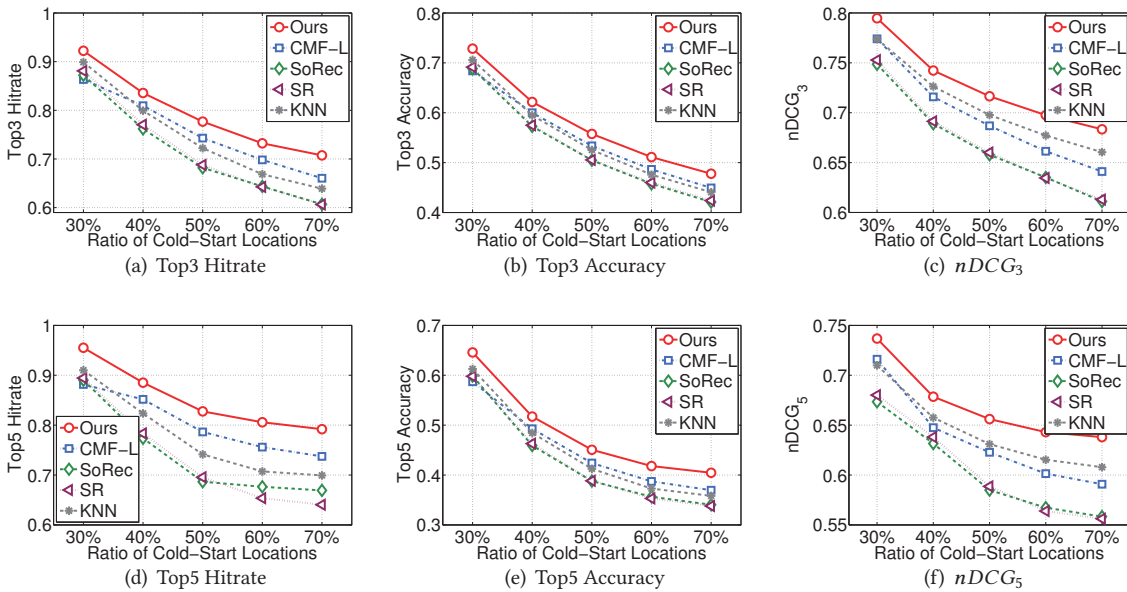 Top3 Hitrate
1
0.9
0.8
0.7
0.6
30% 40% 50% 60% 70%
Ratio of Cold-Start Locations
Ours
CMF-L
SoRec
SR
KNN
(a) Top3 Hitrate
Top3 Accuracy
0.8
0.7
0.6
0.5
0.4
30% 40% 50% 60% 70%
Ratio of Cold-Start Locations
Ours
CMF-L
SoRec
SR
KNN
(b) Top3 Accuracy
nDCG3
0.8
0.75
0.7
0.65
0.6
30% 40% 50% 60% 70%
Ratio of Cold-Start Locations
Ours
CMF-L
SoRec
SR
KNN
(c) nDCG3
Top5 Hitrate
1
0.9
0.8
0.7
0.6
30% 40% 50% 60% 70%
Ratio of Cold-Start Locations
Ours
CMF-L
SoRec
SR
KNN
(d) Top5 Hitrate
Top5 Accuracy
0.7
0.6
0.5
0.4
0.3
30% 40% 50% 60% 70%
Ratio of Cold-Start Locations
Ours
CMF-L
SoRec
SR
KNN
(e) Top5 Accuracy
nDCG5
0.75
0.7
0.65
0.6
0.55
30% 40% 50% 60% 70%
Ratio of Cold-Start Locations
Ours
CMF-L
SoRec
SR
KNN
(f) nDCG5